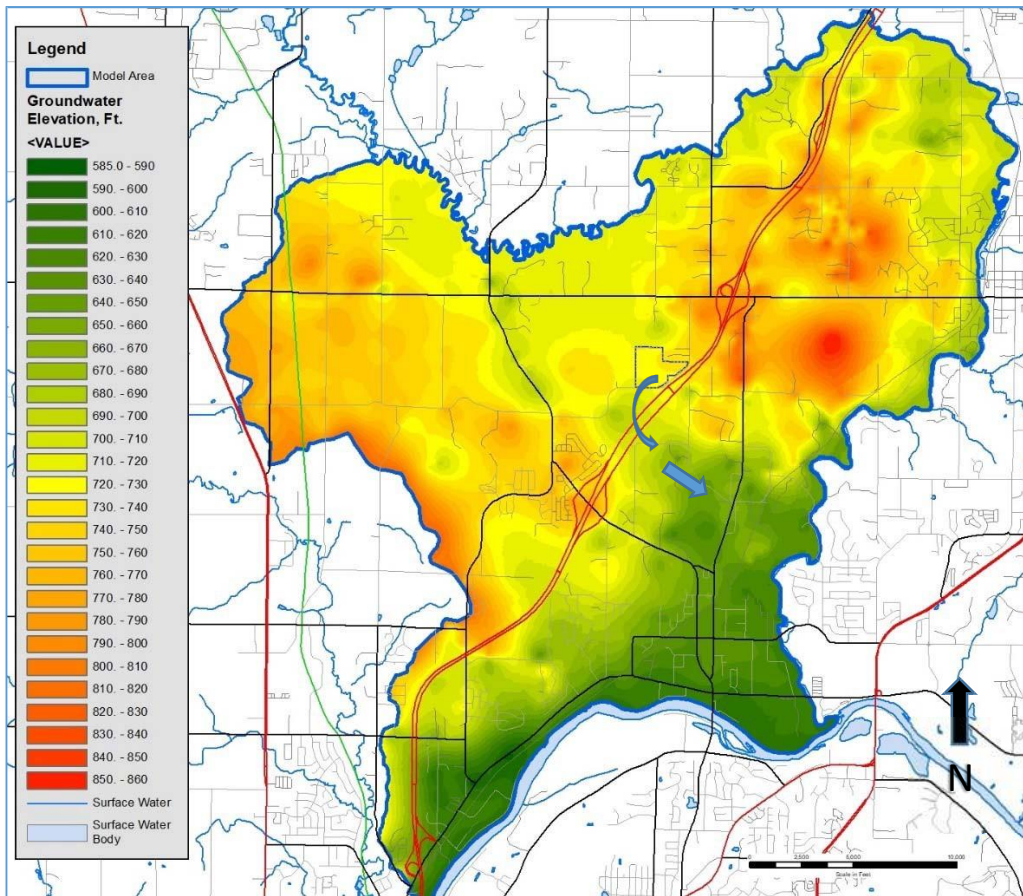 Legend
Model Area
Groundwater
Elevation, Ft.
<VALUE>
585.0 - 590
590. - 600
600. - 610
610. - 620
620. - 630
630. - 640
640. - 650
650. - 660
660. - 670
670. - 680
680. - 690
690. - 700
700. - 710
710. - 720
720. - 730
730. - 740
740. - 750
750. - 760
760. - 770
770. - 780
780. - 790
790. - 800
800. - 810
810. - 820
820. - 830
830. - 840
840. - 850
850. - 860
Surface Water
Surface Water
Body
N
0 2,500 5,000 10,000
Scale in Feet